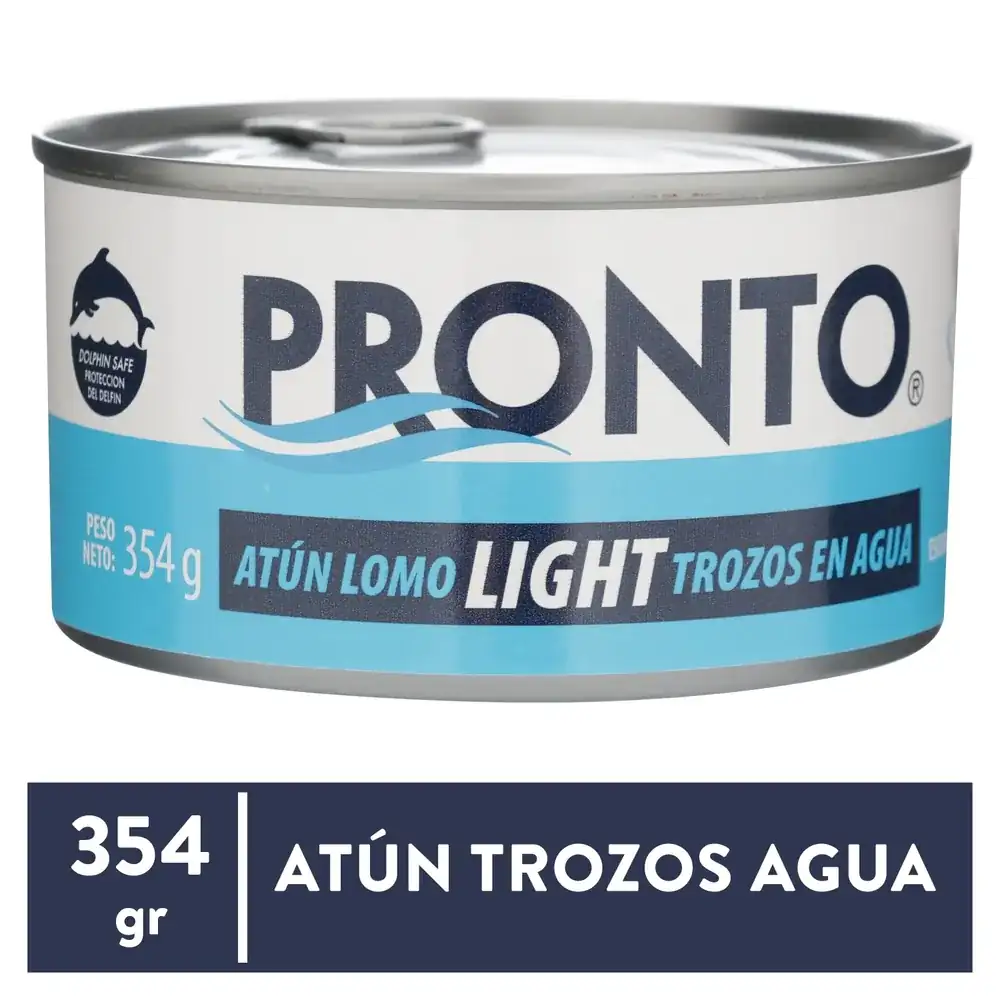 PRONTO®
DOLPHIN SAFE
PROTECCION
DEL DELFIN
PESO
NETO: 354 g
ATÚN LOMO LIGHT TROZOS EN AGUA
354
gr
ATÚN TROZOS AGUA